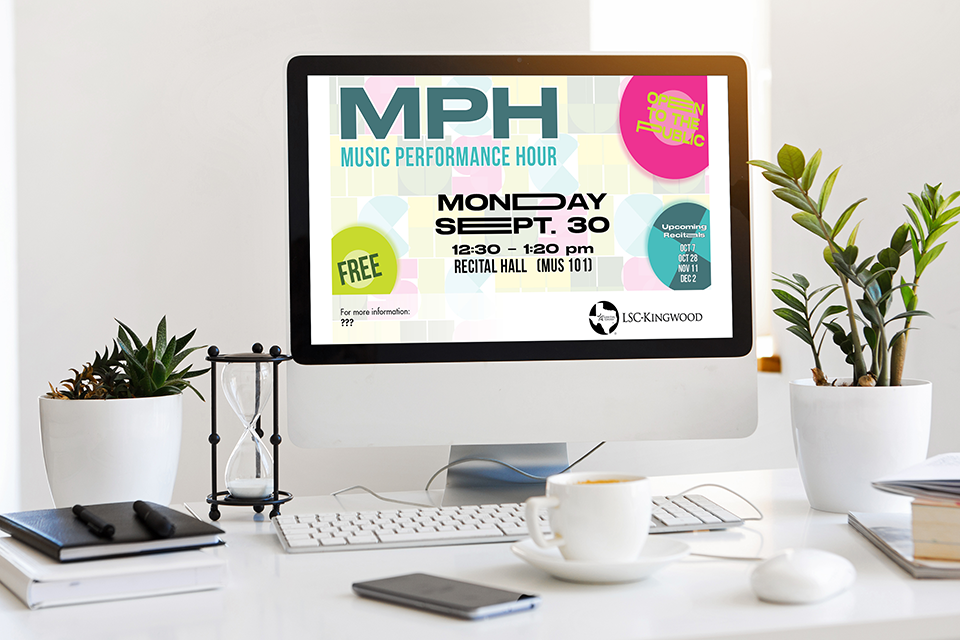 MPH
MUSIC PERFORMANCE HOUR
OPEEN
TO THE
PUBLIC
MONDAY
SEPT. 30
12:30 – 1:20 pm
RECITAL HALL (MUS 101)
FREE
Upcoming
Recitals
OCT 7
OCT 28
NOV 11
DEC 2
For more information:
???
LSC-KINGWOOD